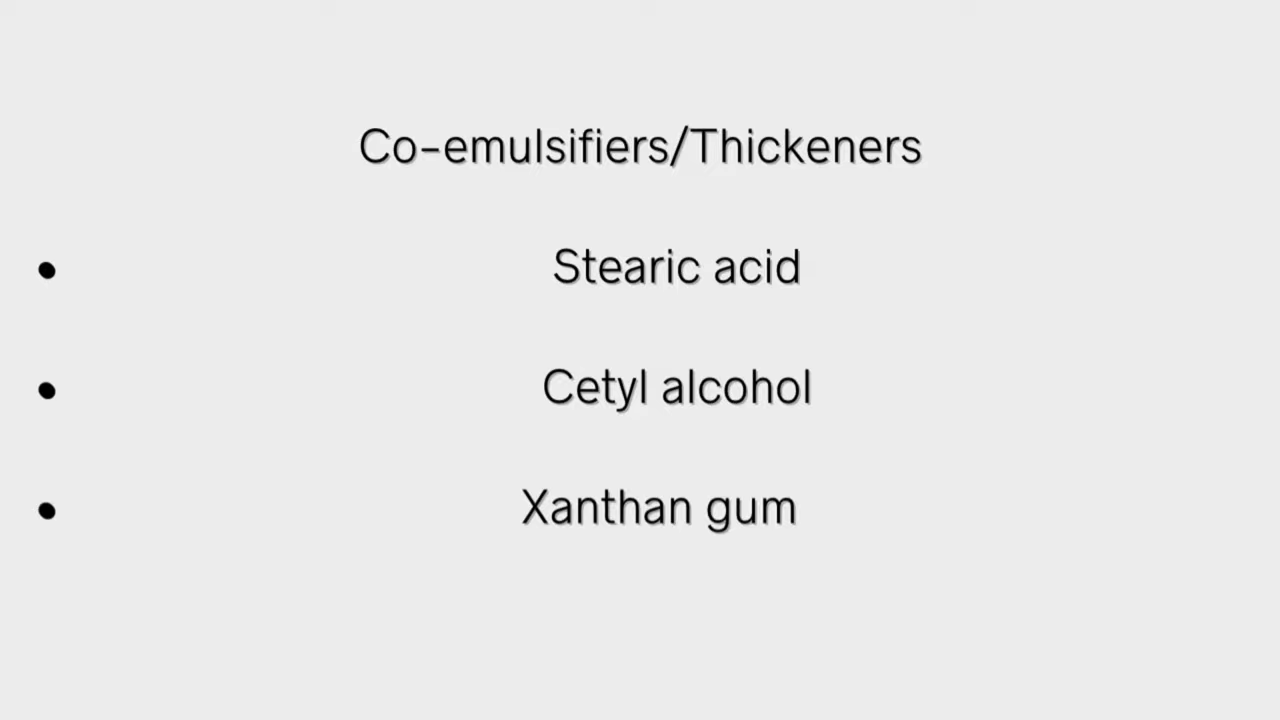 Co-emulsifiers/Thickeners
• Stearic acid
• Cetyl alcohol
• Xanthan gum